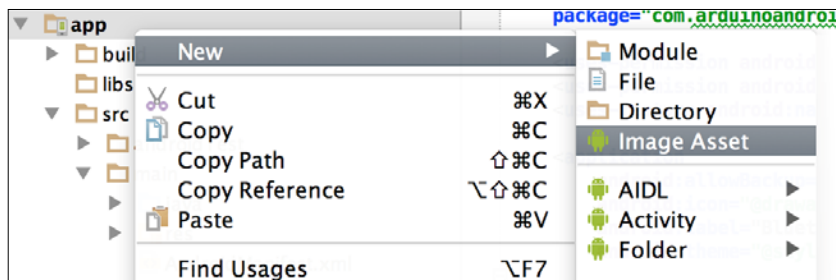 app
package="com.arduinoandroi
build
libs
src
New
Cut ⌘X
Copy ⌘C
Copy Path ⇧⌘C
Copy Reference ⌥⇧⌘C
Paste ⌘V
Find Usages ⌥F7
Module
File
Directory
Image Asset
AIDL
Activity
Folder